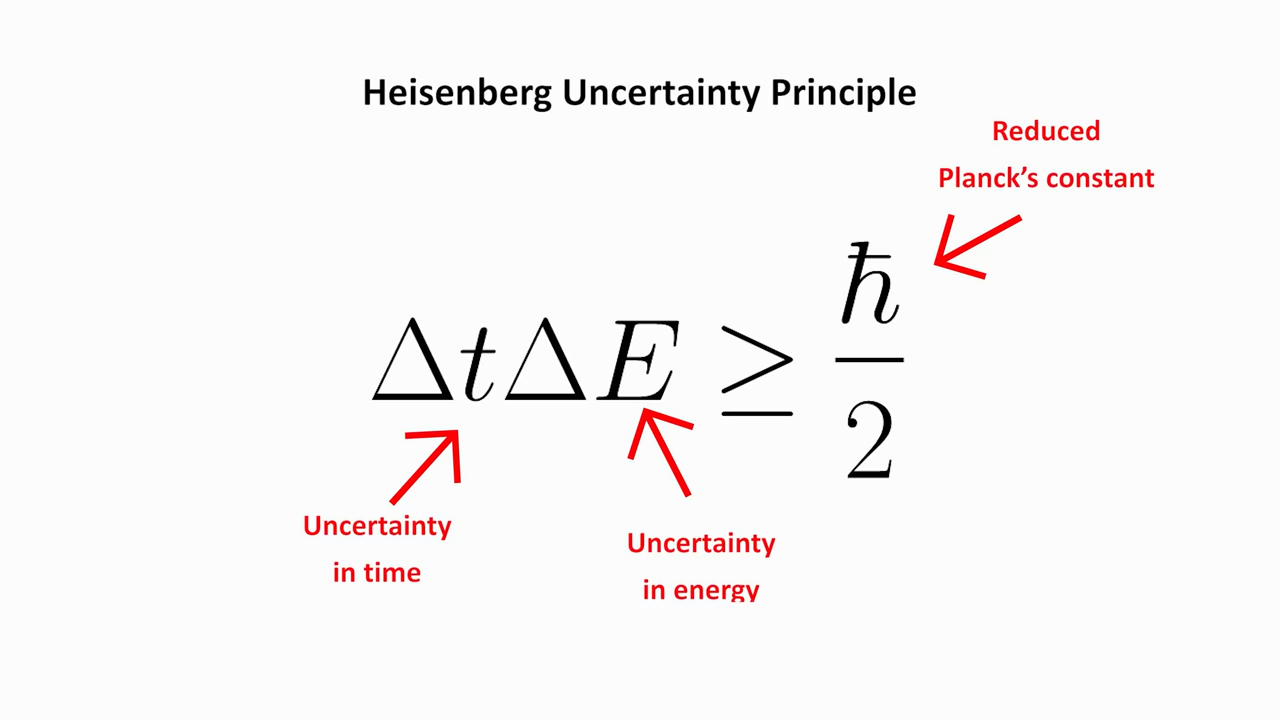 Heisenberg Uncertainty Principle
Reduced
Planck’s constant
ΔtΔE ≥ ħ/2
Uncertainty
in time
Uncertainty
in energy